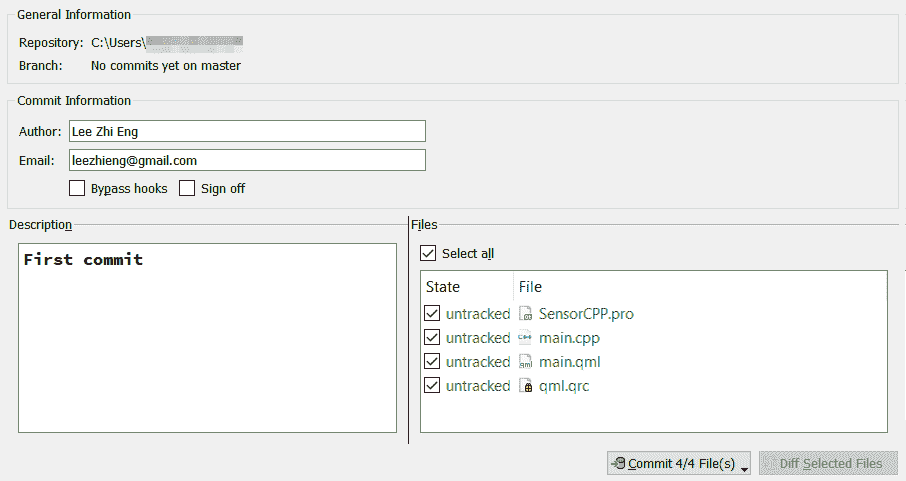 General Information
Repository: C:\Users\
Branch: No commits yet on master
Commit Information
Author: Lee Zhi Eng
Email: leezhieng@gmail.com
Bypass hooks Sign off
Description
First commit
Files
Select all
State File
untracked SensorCPP.pro
untracked main.cpp
untracked main.qml
untracked qml.qrc
Commit 4/4 File(s) Diff Selected Files